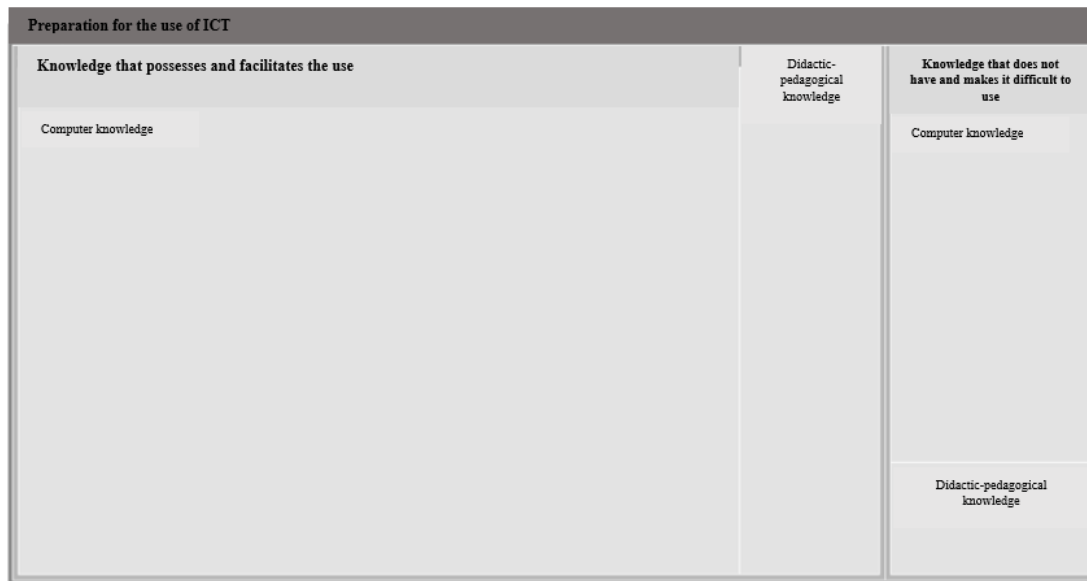 Preparation for the use of ICT
Knowledge that possesses and facilitates the use
Computer knowledge
Didactic-
pedagogical
knowledge
Knowledge that does not
have and makes it difficult to
use
Computer knowledge
Didactic-pedagogical
knowledge